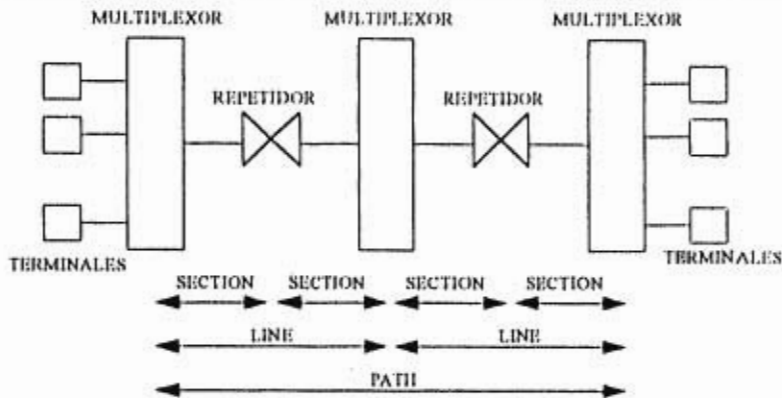 MULTIPLEXOR MULTIPLEXOR MULTIPLEXOR
REPETIDOR REPETIDOR
TERMINALES TERMINALES
SECTION SECTION SECTION SECTION
LINE LINE
PATH